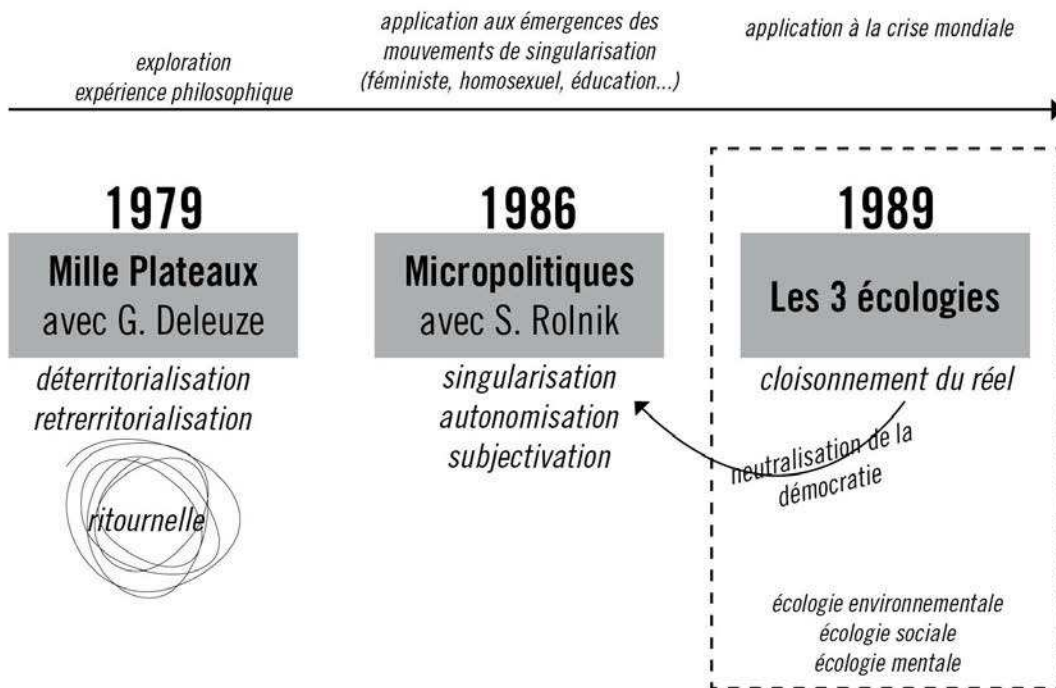 exploration
expérience philosophique
application aux émergences des
mouvements de singularisation
(féministe, homosexuel, éducation...)
application à la crise mondiale
1979
Mille Plateaux
avec G. Deleuze
déterritorialisation
retrerritorialisation
ritournelle
1986
Micropolitiques
avec S. Rolnik
singularisation
autonomisation
subjectivation
1989
Les 3 écologies
cloisonnement du réel
neutralisation de la
démocratie
écologie environnementale
écologie sociale
écologie mentale